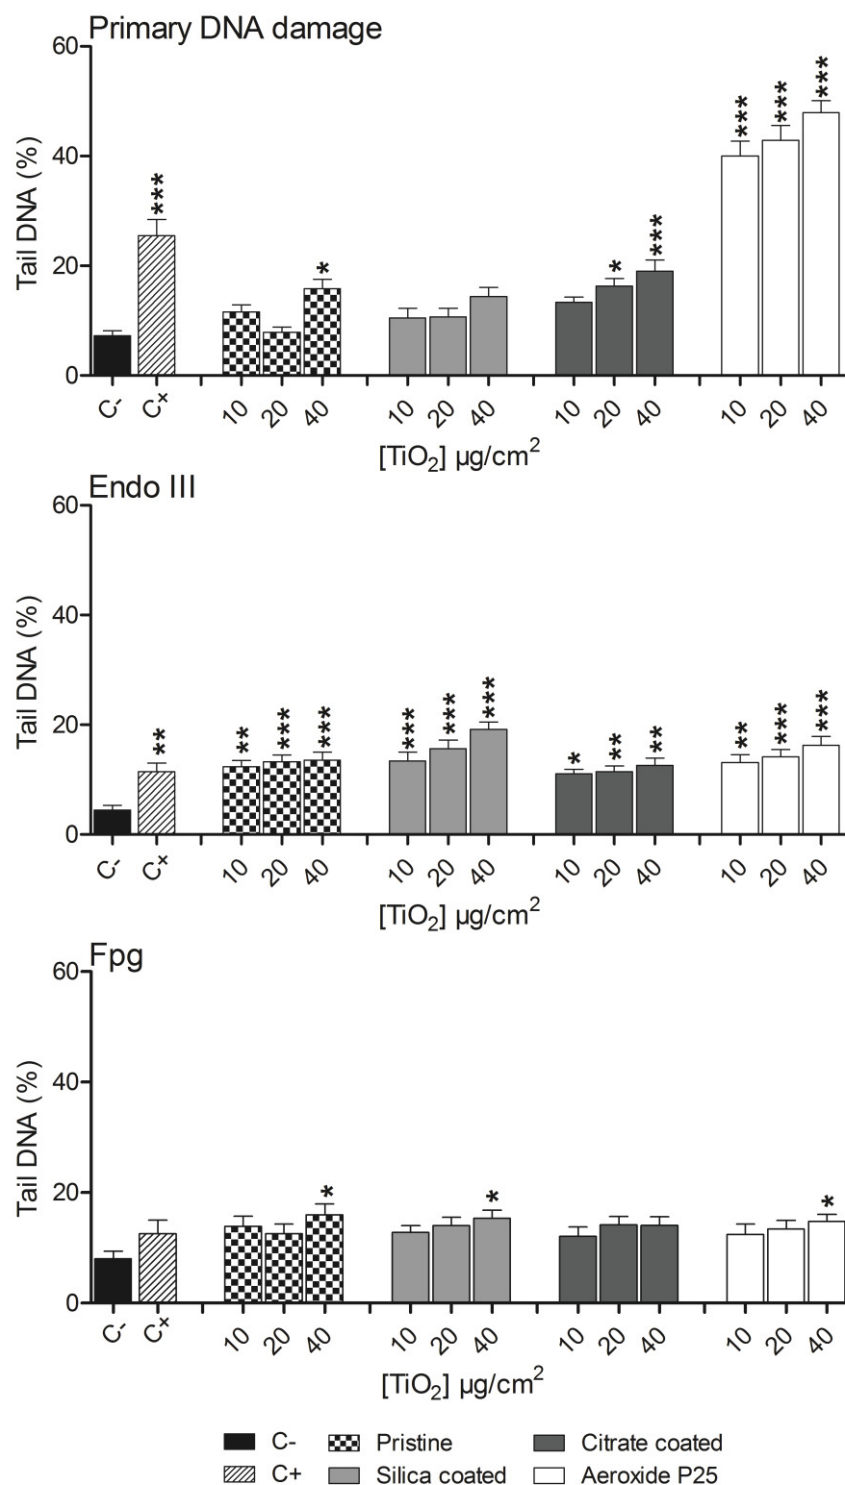 Primary DNA damage
60
40
20
0
Tail DNA (%)
***
*
*
***
***
***
***
C- C+ 10 20 40 10 20 40 10 20 40 10 20 40
[TiO₂] µg/cm²
Endo III
60
40
20
0
Tail DNA (%)
**
**
***
***
***
***
***
*
**
**
**
***
***
C- C+ 10 20 40 10 20 40 10 20 40 10 20 40
[TiO₂] µg/cm²
Fpg
60
40
20
0
Tail DNA (%)
*
*
*
C- C+ 10 20 40 10 20 40 10 20 40 10 20 40
[TiO₂] µg/cm²
C- Pristine Citrate coated
C+ Silica coated Aeroxide P25